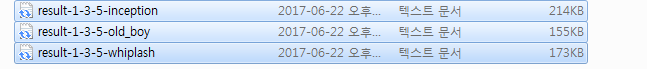 result-1-3-5-inception 2017-06-22 오후... 텍스트 문서 214KB
result-1-3-5-old_boy 2017-06-22 오후... 텍스트 문서 155KB
result-1-3-5-whiplash 2017-06-22 오후... 텍스트 문서 173KB